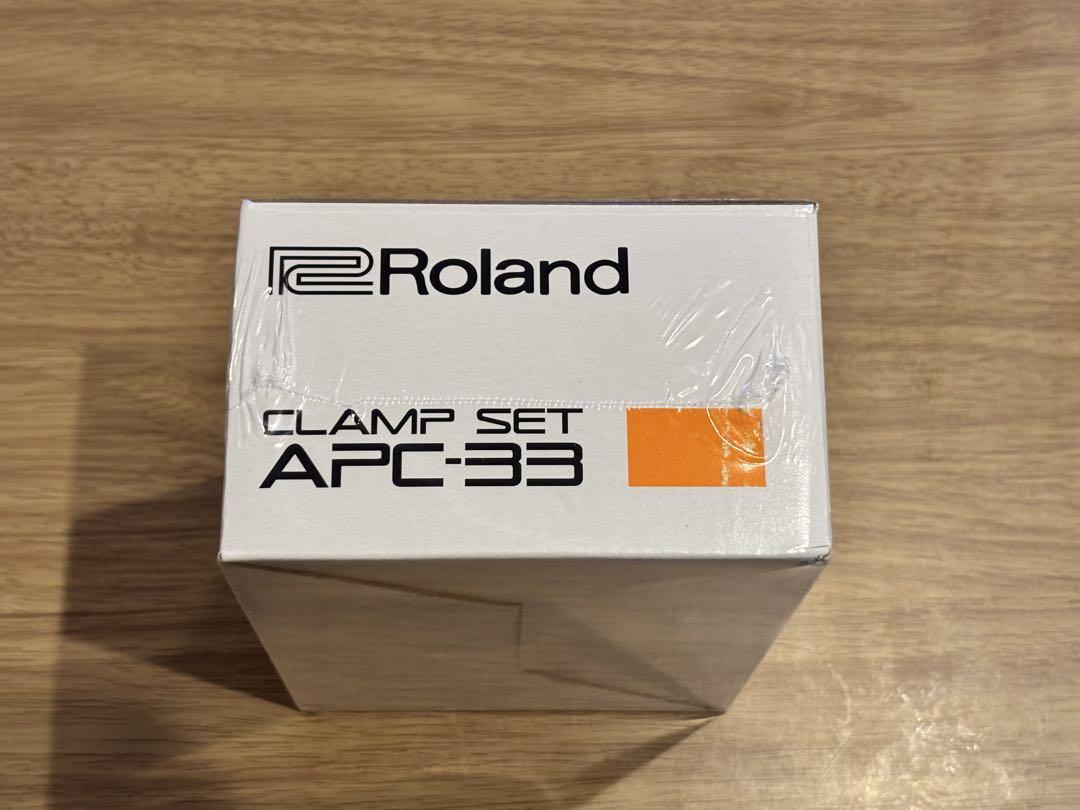 Roland
CLAMP SET
APC-33